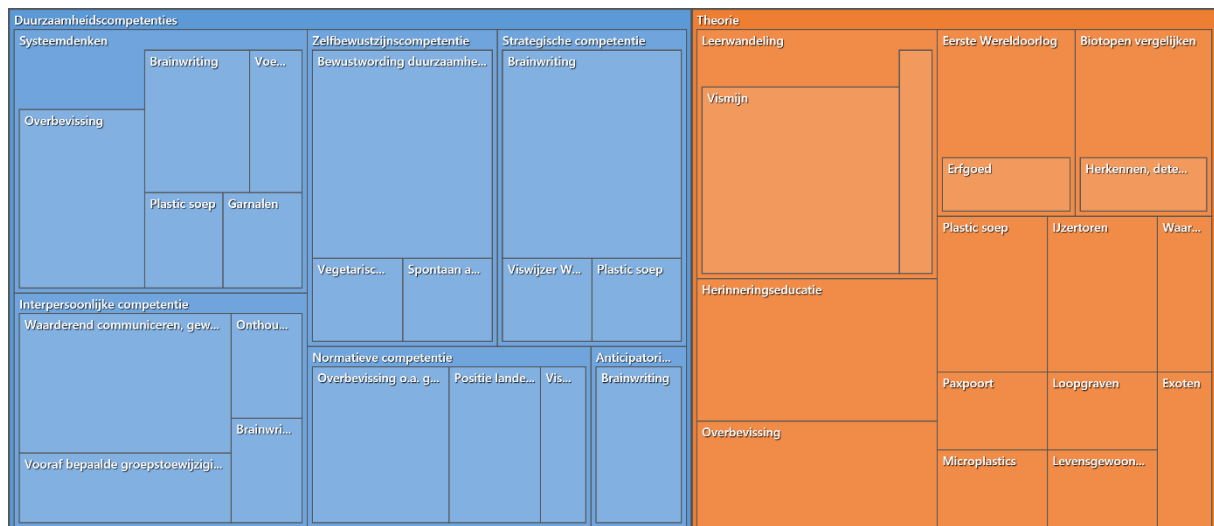 Duurzaamheidscompetenties
Systeemdenken
Brainwriting
Voe...
Overbevissing
Plastic soep
Garnalen
Interpersoonlijke competentie
Waarderend communiceren, gew...
Onthou...
Brainwri...
Vooraf bepaalde groepstoewijzigi...
Zelfbewustzijnscompetentie
Bewustwording duurzaamhe...
Vegetarisc...
Spontaan a...
Strategische competentie
Brainwriting
Viswijzer W...
Plastic soep
Normatieve competentie
Overbevissing o.a. g...
Positie lande...
Vis...
Anticipatori...
Brainwriting
Theorie
Leerwandeling
Vismijn
Herinneringseducatie
Overbevissing
Eerste Wereldoorlog
Erfgoed
Biotopen vergelijken
Herkennen, dete...
Plastic soep
IJzertoren
Waar...
Paxpoort
Loopgraven
Exoten
Microplastics
Levensgewoon...